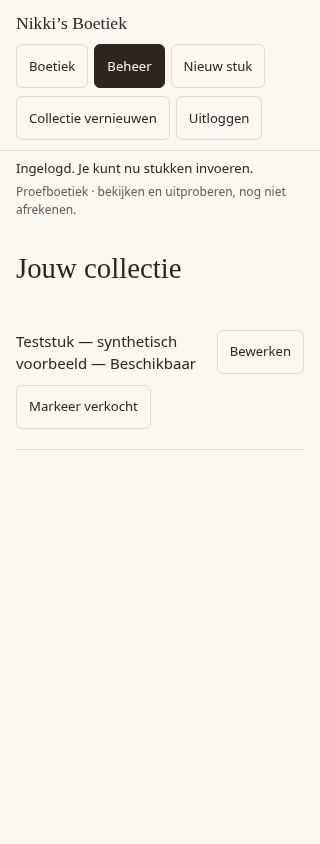 Nikki’s Boetiek
Boetiek
Beheer
Nieuw stuk
Collectie vernieuwen
Uitloggen
Ingelogd. Je kunt nu stukken invoeren.
Proefboetiek · bekijken en uitproberen, nog niet
afrekenen.
Jouw collectie
Teststuk — synthetisch
voorbeeld — Beschikbaar
Bewerken
Markeer verkocht